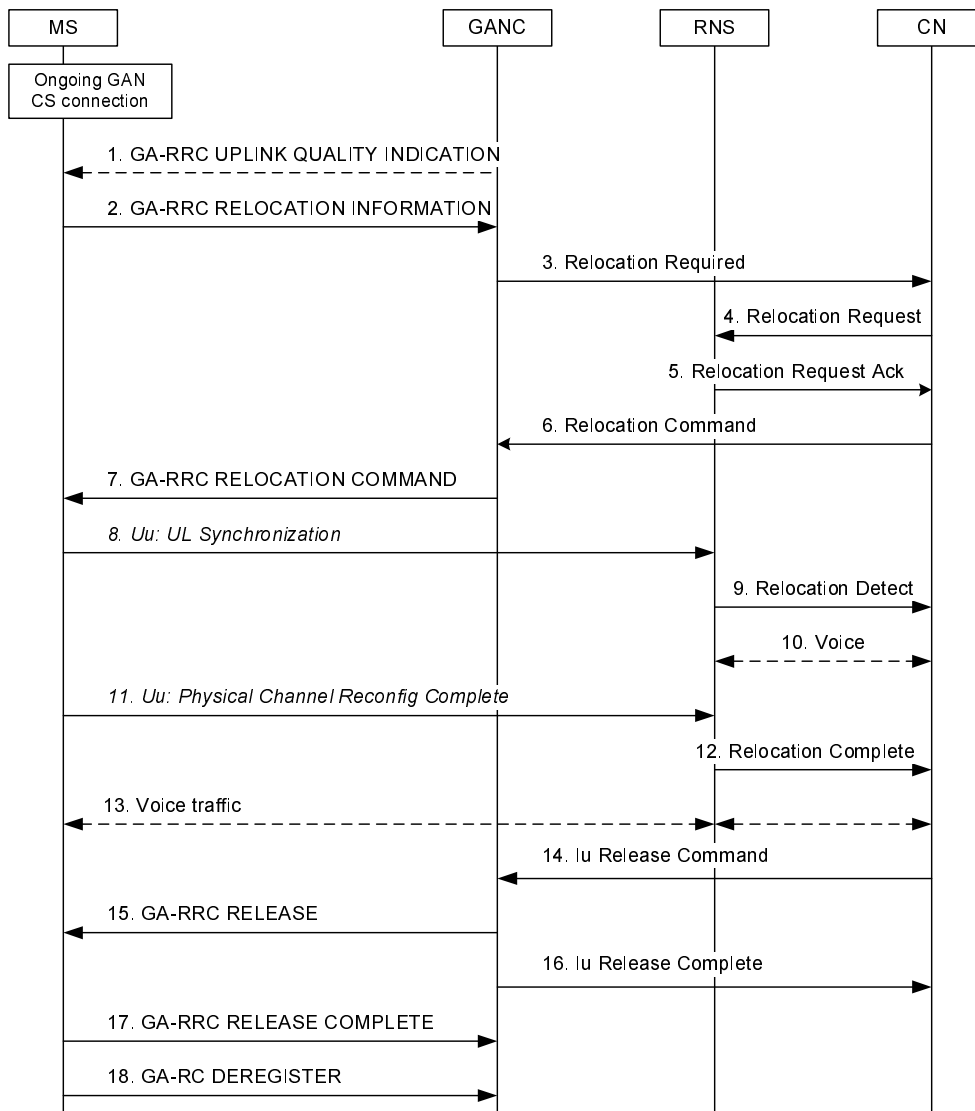 MS
GANC
RNS
CN
Ongoing GAN
CS connection
1. GA-RRC UPLINK QUALITY INDICATION
2. GA-RRC RELOCATION INFORMATION
3. Relocation Required
4. Relocation Request
5. Relocation Request Ack
6. Relocation Command
7. GA-RRC RELOCATION COMMAND
8. Uu: UL Synchronization
9. Relocation Detect
10. Voice
11. Uu: Physical Channel Reconfig Complete
12. Relocation Complete
13. Voice traffic
14. Iu Release Command
15. GA-RRC RELEASE
16. Iu Release Complete
17. GA-RRC RELEASE COMPLETE
18. GA-RC DEREGISTER